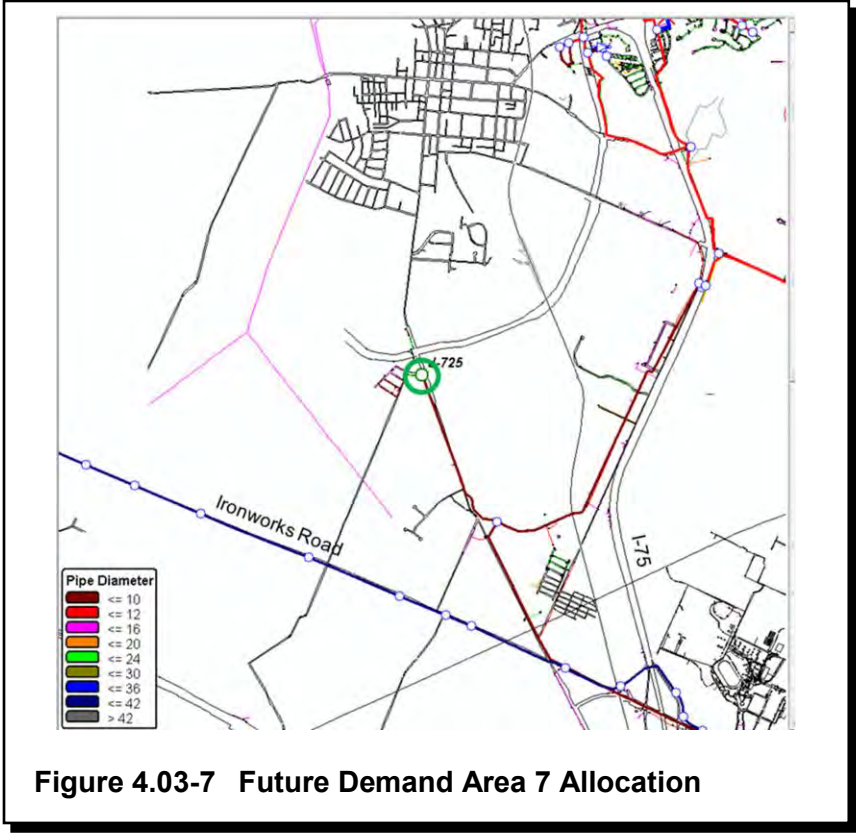 J-725
Ironworks Road
I-75
Pipe Diameter
<= 10
<= 12
<= 16
<= 20
<= 24
<= 30
<= 36
<= 42
> 42
Figure 4.03-7 Future Demand Area 7 Allocation